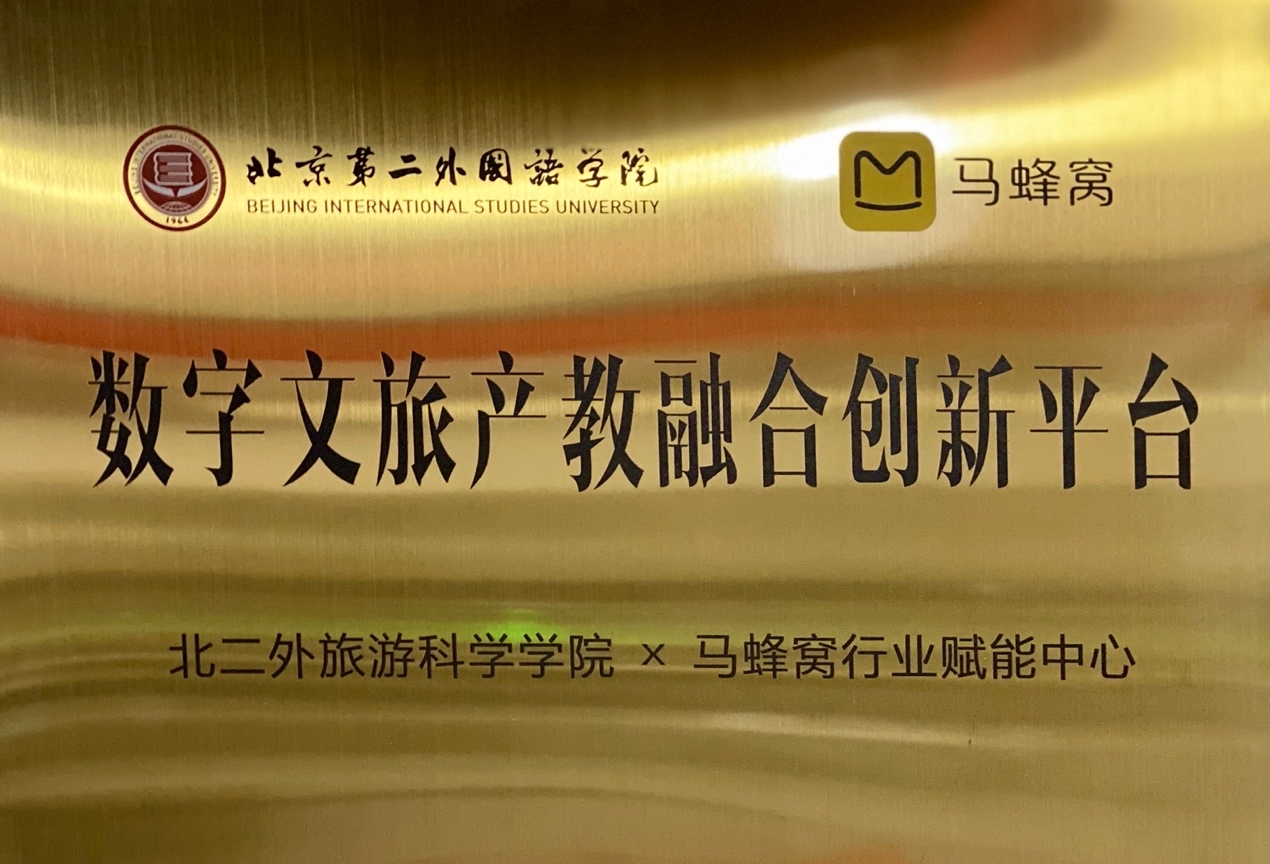 北京第二外国語学院
BEIJING INTERNATIONAL STUDIES UNIVERSITY
1964
马蜂窝
数字文旅产教融合创新平台
北二外旅游科学学院 × 马蜂窝行业赋能中心